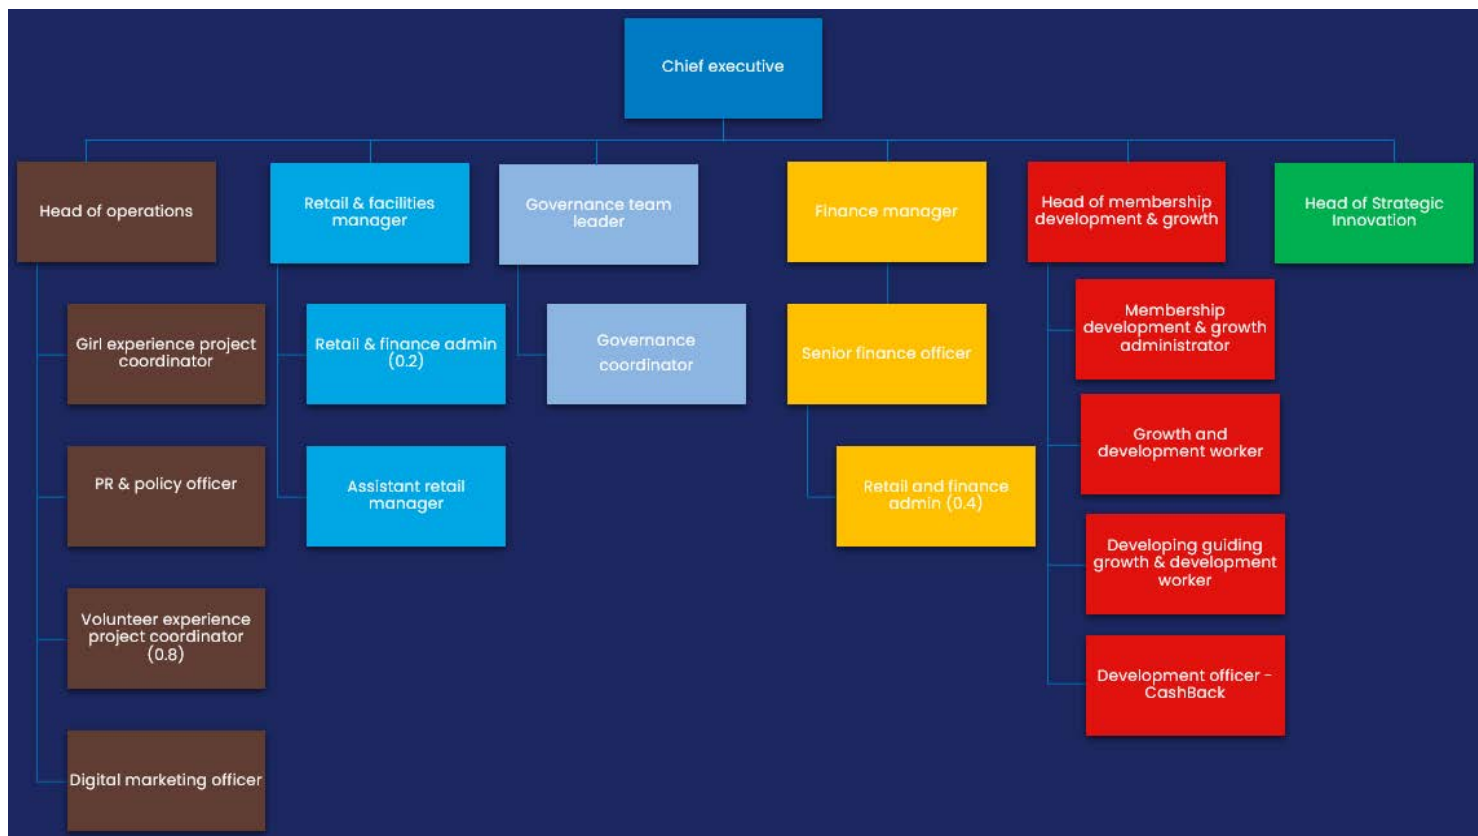 Chief executive
Head of operations
Retail & facilities
manager
Governance team
leader
Finance manager
Head of membership
development & growth
Head of Strategic
Innovation
Girl experience project
coordinator
Retail & finance admin
(0.2)
Governance
coordinator
Senior finance officer
Membership
development & growth
administrator
PR & policy officer
Assistant retail
manager
Retail and finance
admin (0.4)
Growth and
development worker
Volunteer experience
project coordinator
(0.8)
Developing guiding
growth & development
worker
Digital marketing officer
Development officer -
CashBack